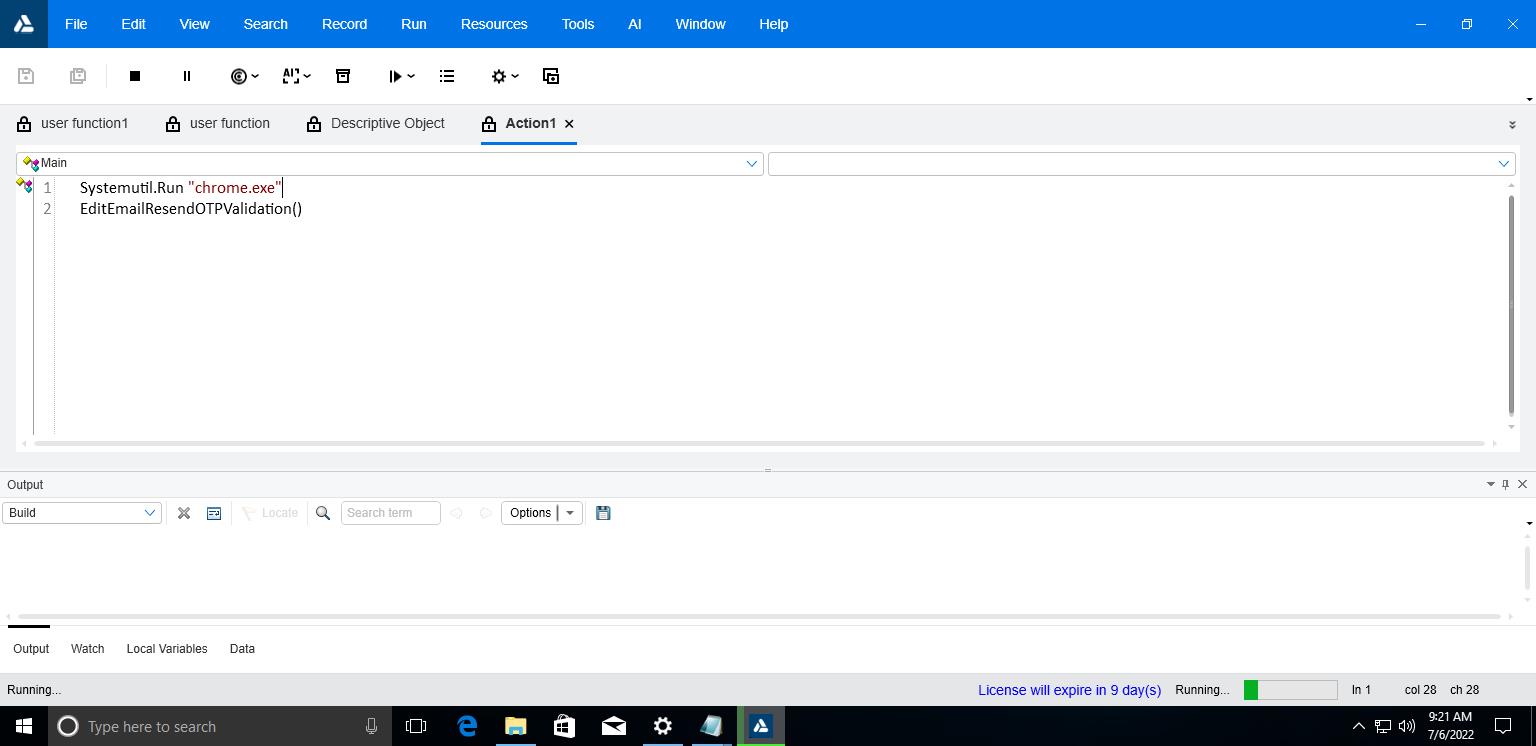 File Edit View Search Record Run Resources Tools AI Window Help
AI
user function1 user function Descriptive Object Action1
Main
1 Systemutil.Run "chrome.exe"
2 EditEmailResendOTPValidation()
Output
Build Locate Search term Options
Output Watch Local Variables Data
Running... License will expire in 9 day(s) Running... ln 1 col 28 ch 28
Type here to search 9:21 AM
7/6/2022